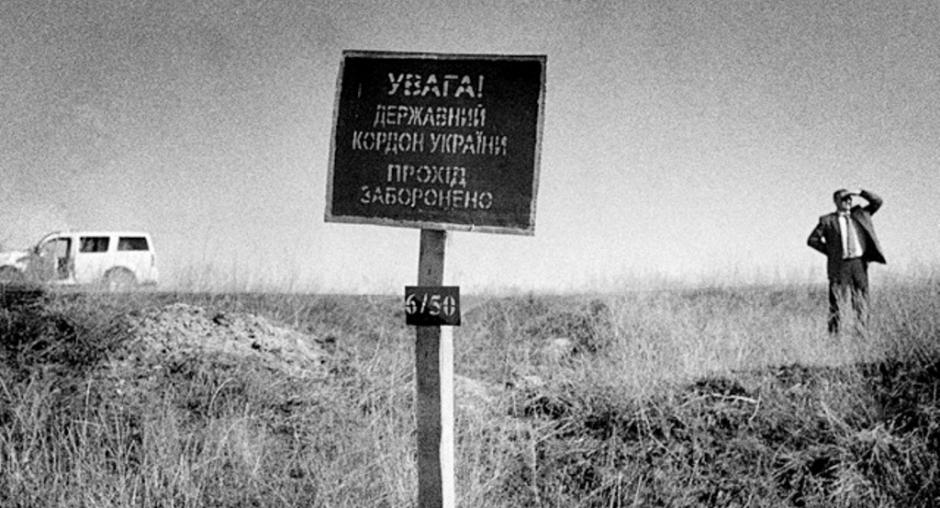 УВАГА!
ДЕРЖАВНИЙ
КОРДОН УКРАЇНИ
ПРОХІД
ЗАБОРОНЕНО
6/50